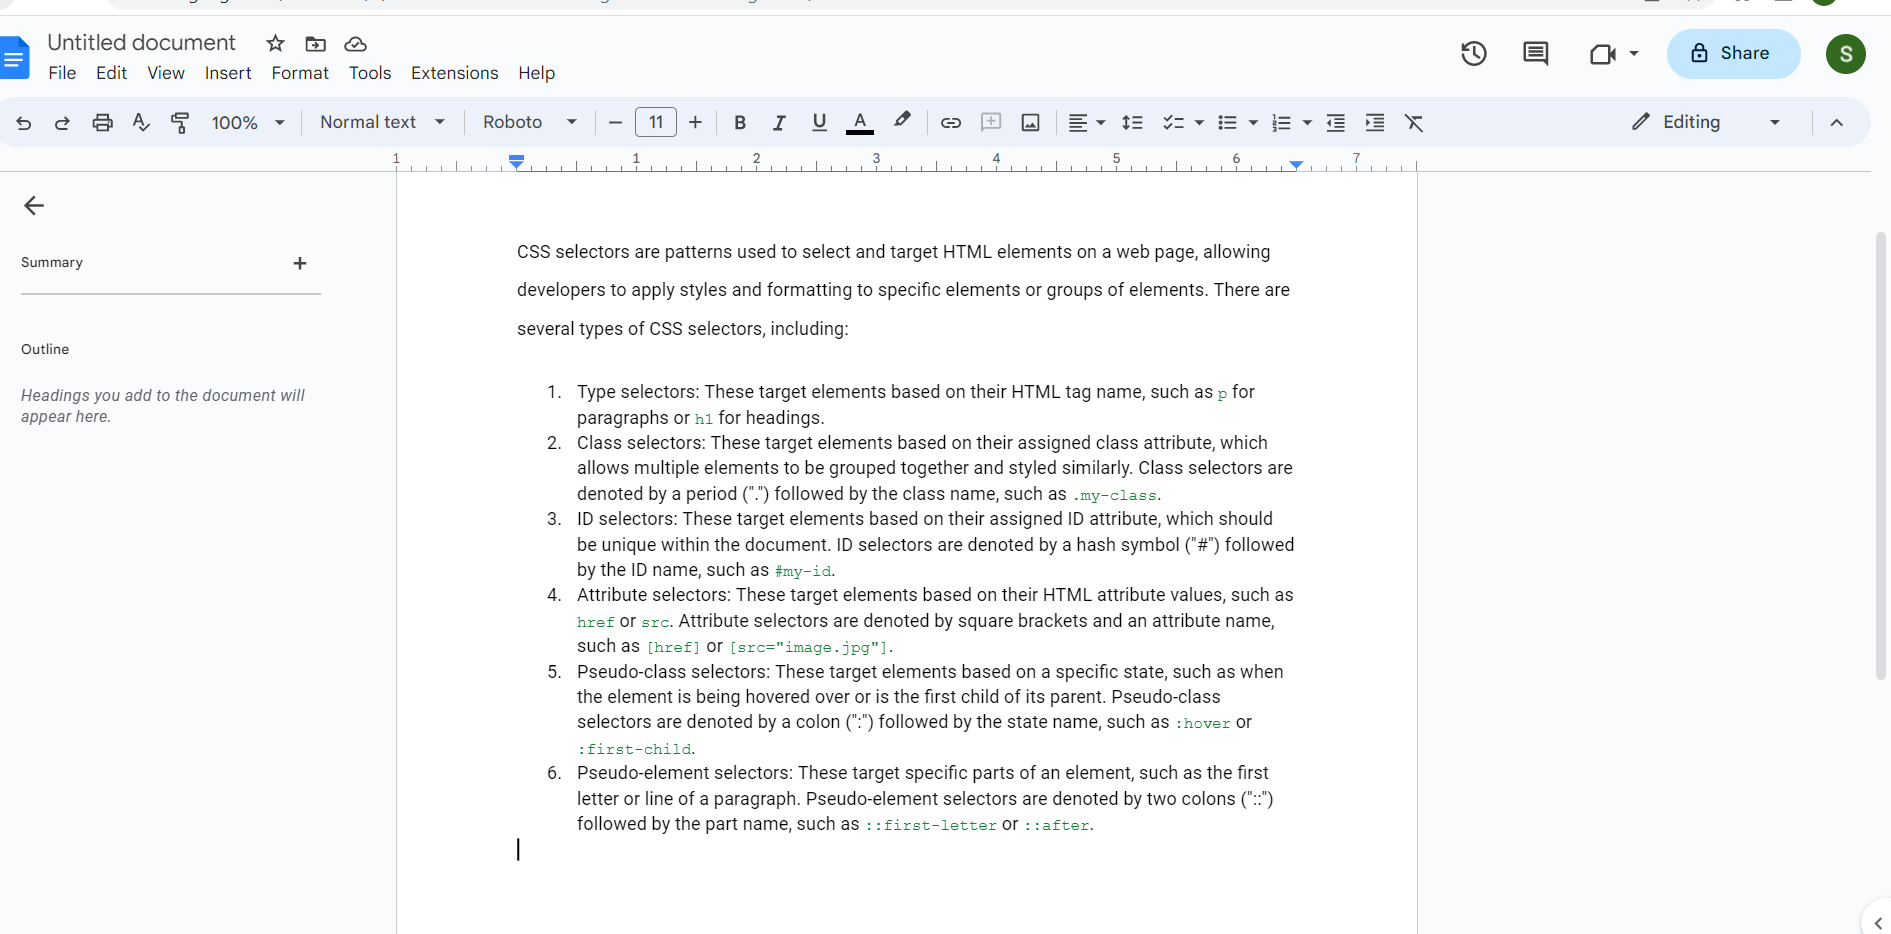 Untitled document
File Edit View Insert Format Tools Extensions Help
Share
S
100% Normal text Roboto 11 B I U A Editing
1 1 2 3 4 5 6 7
Summary
Outline
Headings you add to the document will
appear here.
CSS selectors are patterns used to select and target HTML elements on a web page, allowing
developers to apply styles and formatting to specific elements or groups of elements. There are
several types of CSS selectors, including:
1. Type selectors: These target elements based on their HTML tag name, such as p for
paragraphs or h1 for headings.
2. Class selectors: These target elements based on their assigned class attribute, which
allows multiple elements to be grouped together and styled similarly. Class selectors are
denoted by a period (".") followed by the class name, such as .my-class.
3. ID selectors: These target elements based on their assigned ID attribute, which should
be unique within the document. ID selectors are denoted by a hash symbol ("#") followed
by the ID name, such as #my-id.
4. Attribute selectors: These target elements based on their HTML attribute values, such as
href or src. Attribute selectors are denoted by square brackets and an attribute name,
such as [href] or [src="image.jpg"].
5. Pseudo-class selectors: These target elements based on a specific state, such as when
the element is being hovered over or is the first child of its parent. Pseudo-class
selectors are denoted by a colon (":") followed by the state name, such as :hover or
:first-child.
6. Pseudo-element selectors: These target specific parts of an element, such as the first
letter or line of a paragraph. Pseudo-element selectors are denoted by two colons ("::")
followed by the part name, such as ::first-letter or ::after.